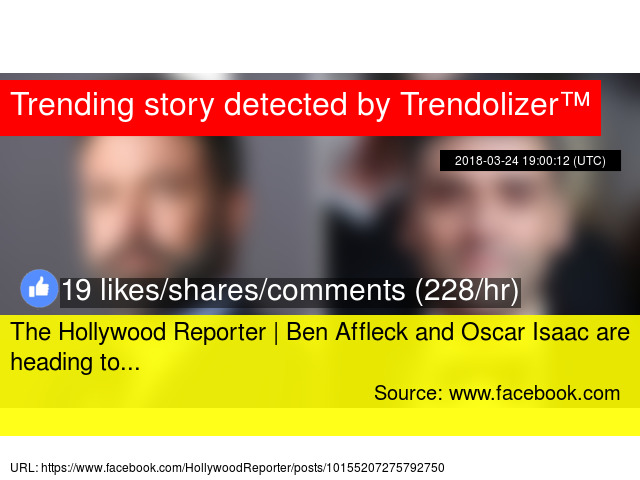 Trending story detected by Trendolizer™
2018-03-24 19:00:12 (UTC)
19 likes/shares/comments (228/hr)
The Hollywood Reporter | Ben Affleck and Oscar Isaac are
heading to...
Source: www.facebook.com
URL: https://www.facebook.com/HollywoodReporter/posts/10155207275792750